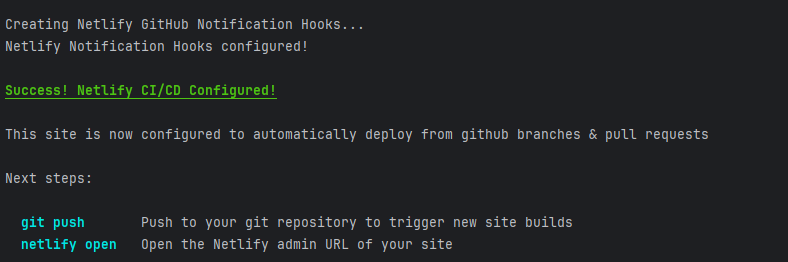 Creating Netlify GitHub Notification Hooks...
Netlify Notification Hooks configured!
Success! Netlify CI/CD Configured!
This site is now configured to automatically deploy from github branches & pull requests
Next steps:
git push Push to your git repository to trigger new site builds
netlify open Open the Netlify admin URL of your site